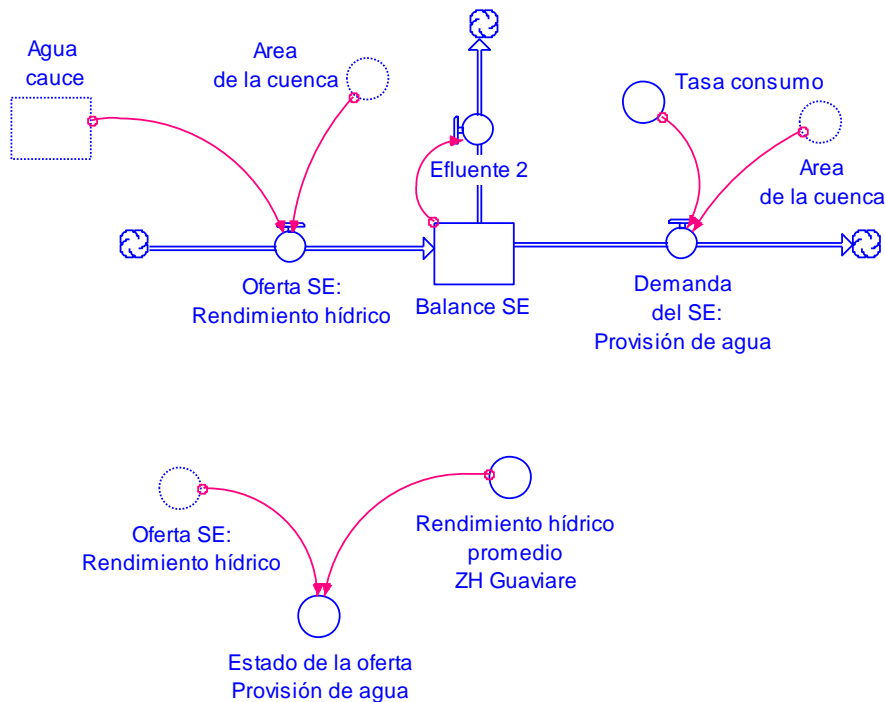 Agua
cauce
Area
de la cuenca
Tasa consumo
Efluente 2
Area
de la cuenca
Oferta SE:
Rendimiento hídrico
Balance SE
Demanda
del SE:
Provisión de agua
Oferta SE:
Rendimiento hídrico
Rendimiento hídrico
promedio
ZH Guaviare
Estado de la oferta
Provisión de agua